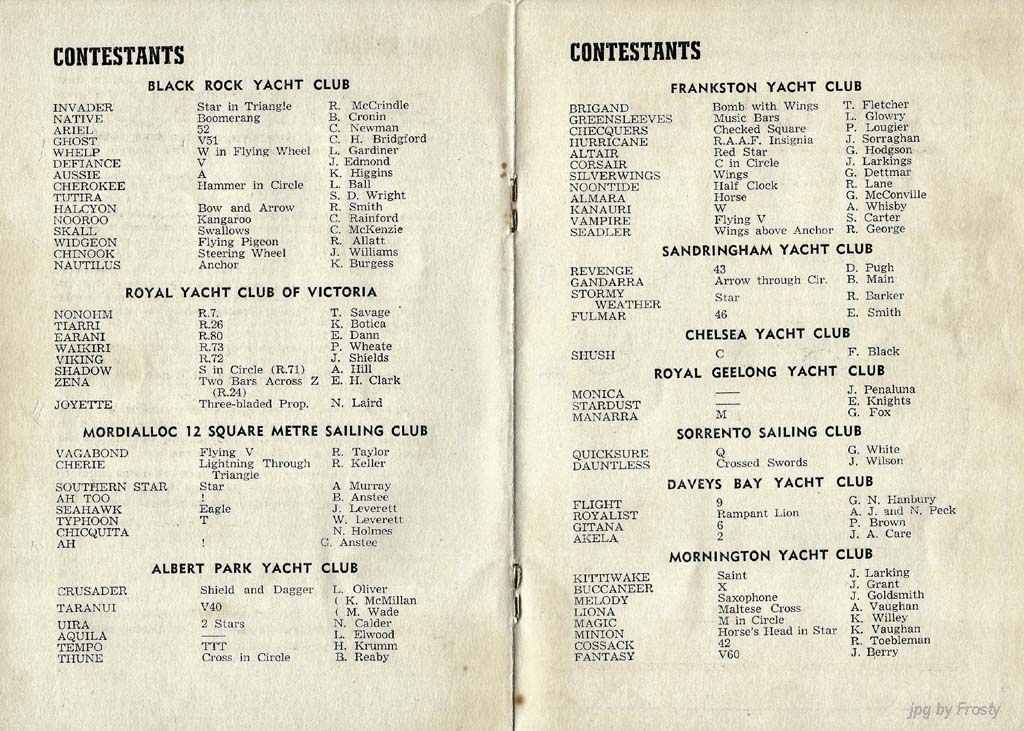 CONTESTANTS
BLACK ROCK YACHT CLUB
INVADER Star in Triangle R. McCrindle
NATIVE Boomerang B. Cronin
ARIEL 52 C. Newman
GHOST V51 C. H. Bridgford
WHELP W in Flying Wheel L. Gardiner
DEFIANCE V J. Edmond
AUSSIE A K. Higgins
CHEROKEE Hammer in Circle L. Ball
TUTIRA S. D. Wright
HALCYON Bow and Arrow R. Smith
NOOROO Kangaroo C. Rainford
SKALL Swallows C. McKenzie
WIDGEON Flying Pigeon R. Allatt
CHINOOK Steering Wheel J. Williams
NAUTILUS Anchor K. Burgess
ROYAL YACHT CLUB OF VICTORIA
NONOHM R.7. T. Savage
TIARRI R.26 K. Botica
EARANI R.80 E. Dann
WAIKIRI R.73 P. Wheate
VIKING R.72 J. Shields
SHADOW S in Circle (R.71) A. Hill
ZENA Two Bars Across Z E. H. Clark
(R.24)
JOYETTE Three-bladed Prop. N. Laird
MORDIALLOC 12 SQUARE METRE SAILING CLUB
VAGABOND Flying V R. Taylor
CHERIE Lightning Through R. Keller
Triangle
SOUTHERN STAR Star A Murray
AH TOO ! B. Anstee
SEAHAWK Eagle J. Leverett
TYPHOON T W. Leverett
CHICQUITA N. Holmes
AH ! G. Anstee
ALBERT PARK YACHT CLUB
CRUSADER Shield and Dagger L. Oliver
( K. McMillan
TARANUI V40
( M. Wade
UIRA 2 Stars N. Calder
AQUILA —— L. Elwood
TEMPO TTT H. Krumm
THUNE Cross in Circle B. Reaby
CONTESTANTS
FRANKSTON YACHT CLUB
BRIGAND Bomb with Wings T. Fletcher
GREENSLEEVES Music Bars L. Glowry
CHECQUERS Checked Square P. Lougier
HURRICANE R.A.A.F. Insignia J. Sorraghan
ALTAIR Red Star G. Hodgson
CORSAIR C in Circle J. Larkings
SILVERWINGS Wings G. Dettmar
NOONTIDE Half Clock R. Lane
ALMARA Horse G. McConville
KANAURI W A. Whisby
VAMPIRE Flying V S. Carter
SEADLER Wings above Anchor R. George
SANDRINGHAM YACHT CLUB
REVENGE 43 D. Pugh
GANDARRA Arrow through Cir. B. Main
STORMY
WEATHER Star R. Barker
FULMAR 46 E. Smith
CHELSEA YACHT CLUB
SHUSH C F. Black
ROYAL GEELONG YACHT CLUB
MONICA —— J. Penaluna
STARDUST —— E. Knights
MANARRA M G. Fox
SORRENTO SAILING CLUB
QUICKSURE Q G. White
DAUNTLESS Crossed Swords J. Wilson
DAVEYS BAY YACHT CLUB
FLIGHT 9 G. N. Hanbury
ROYALIST Rampant Lion A. J. and N. Peck
GITANA 6 P. Brown
AKELA 2 J. A. Care
MORNINGTON YACHT CLUB
KITTIWAKE Saint J. Larking
BUCCANEER X J. Grant
MELODY Saxophone J. Goldsmith
LIONA Maltese Cross A. Vaughan
MAGIC M in Circle K. Willey
MINION Horse's Head in Star K. Vaughan
COSSACK 42 R. Toebleman
FANTASY V60 J. Berry
jpg by Frosty